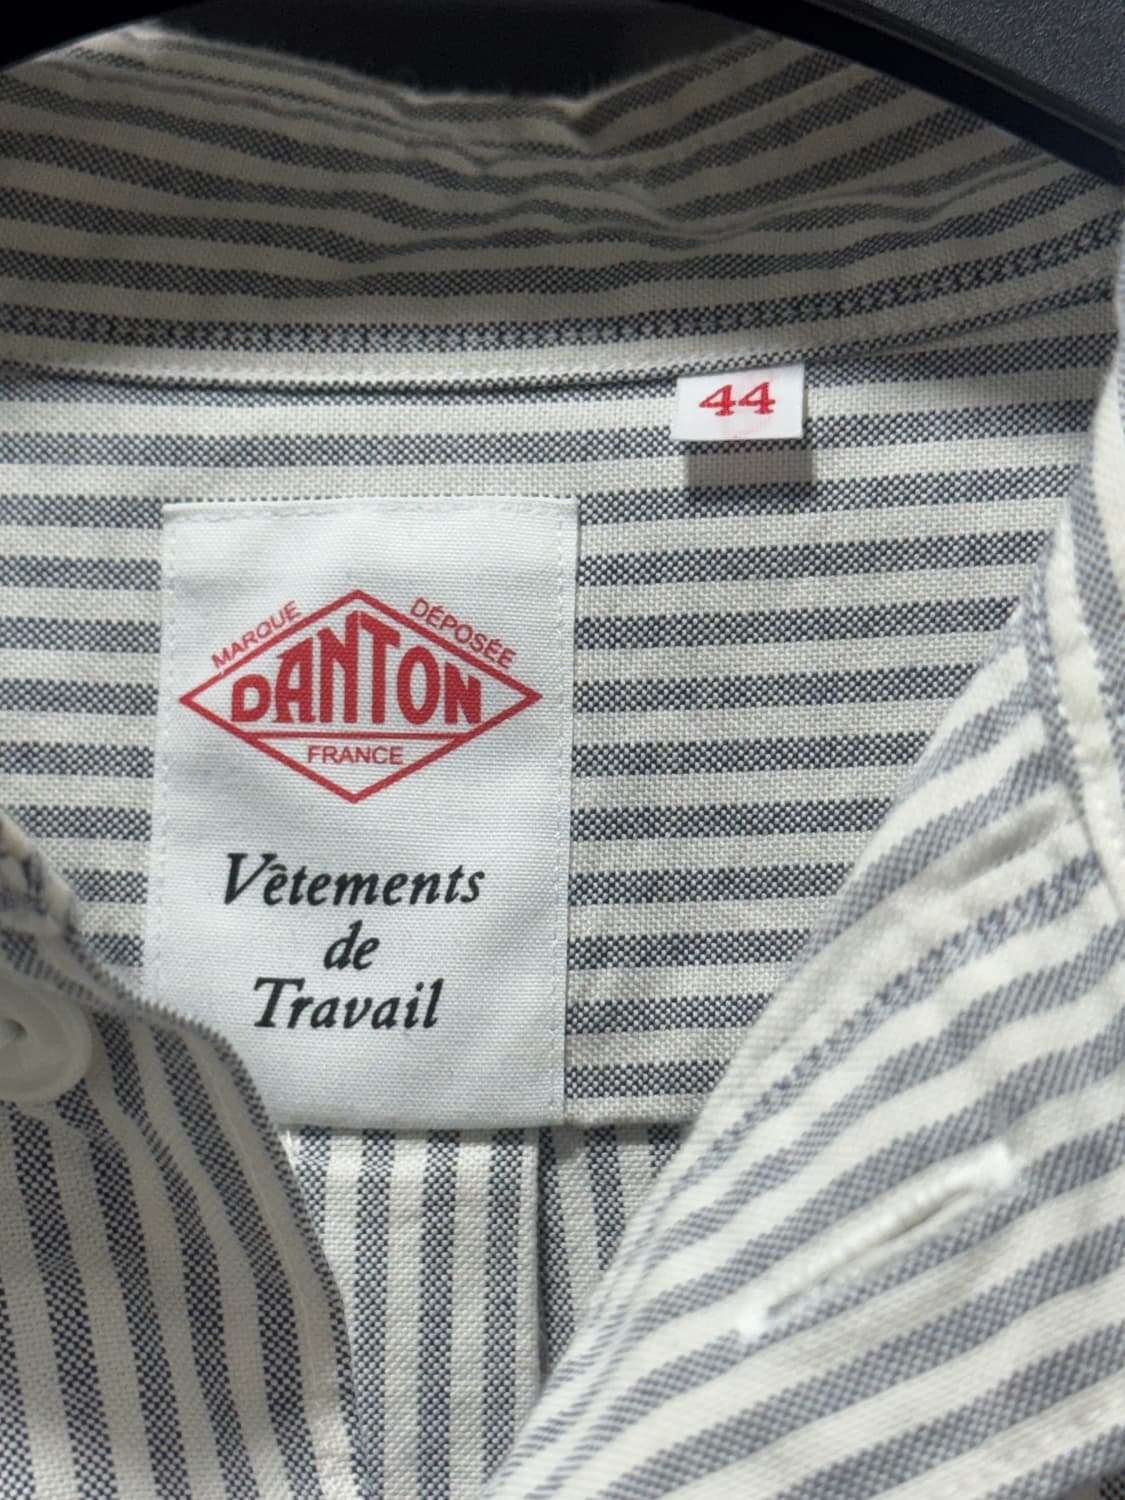 44
MARQUE DÉPOSÉE
DANTON
FRANCE
Vêtements
de
Travail